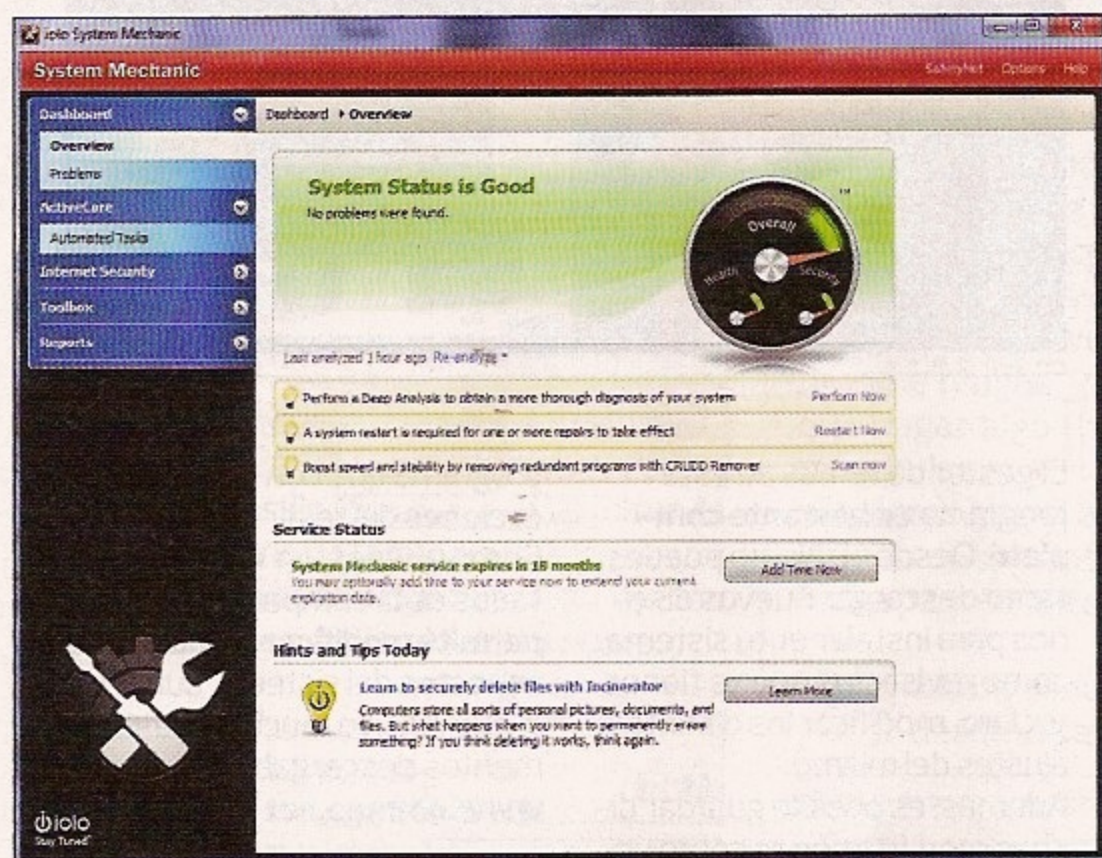 iolo System Mechanic
System Mechanic
SafetyNet Options Help
Dashboard
Overview
Problems
ActiveCare
Automated Tasks
Internet Security
Toolbox
Reports
Dashboard Overview
System Status is Good
No problems were found.
Overall
Health
Security
TM
Last analyzed 1 hour ago Re-analyze
Perform a Deep Analysis to obtain a more thorough diagnosis of your system Perform Now
A system restart is required for one or more repairs to take effect Restart Now
Boost speed and stability by removing redundant programs with CRUDD Remover Scan now
Service Status
System Mechanic service expires in 18 months
You may optionally add time to your service now to extend your current
expiration date.
Add Time Now
Hints and Tips Today
Learn to securely delete files with Incinerator
Computers store all sorts of personal pictures, documents, and
files. But what happens when you want to permanently erase
something? If you think deleting it works, think again.
Learn More
iolo
Stay Tuned